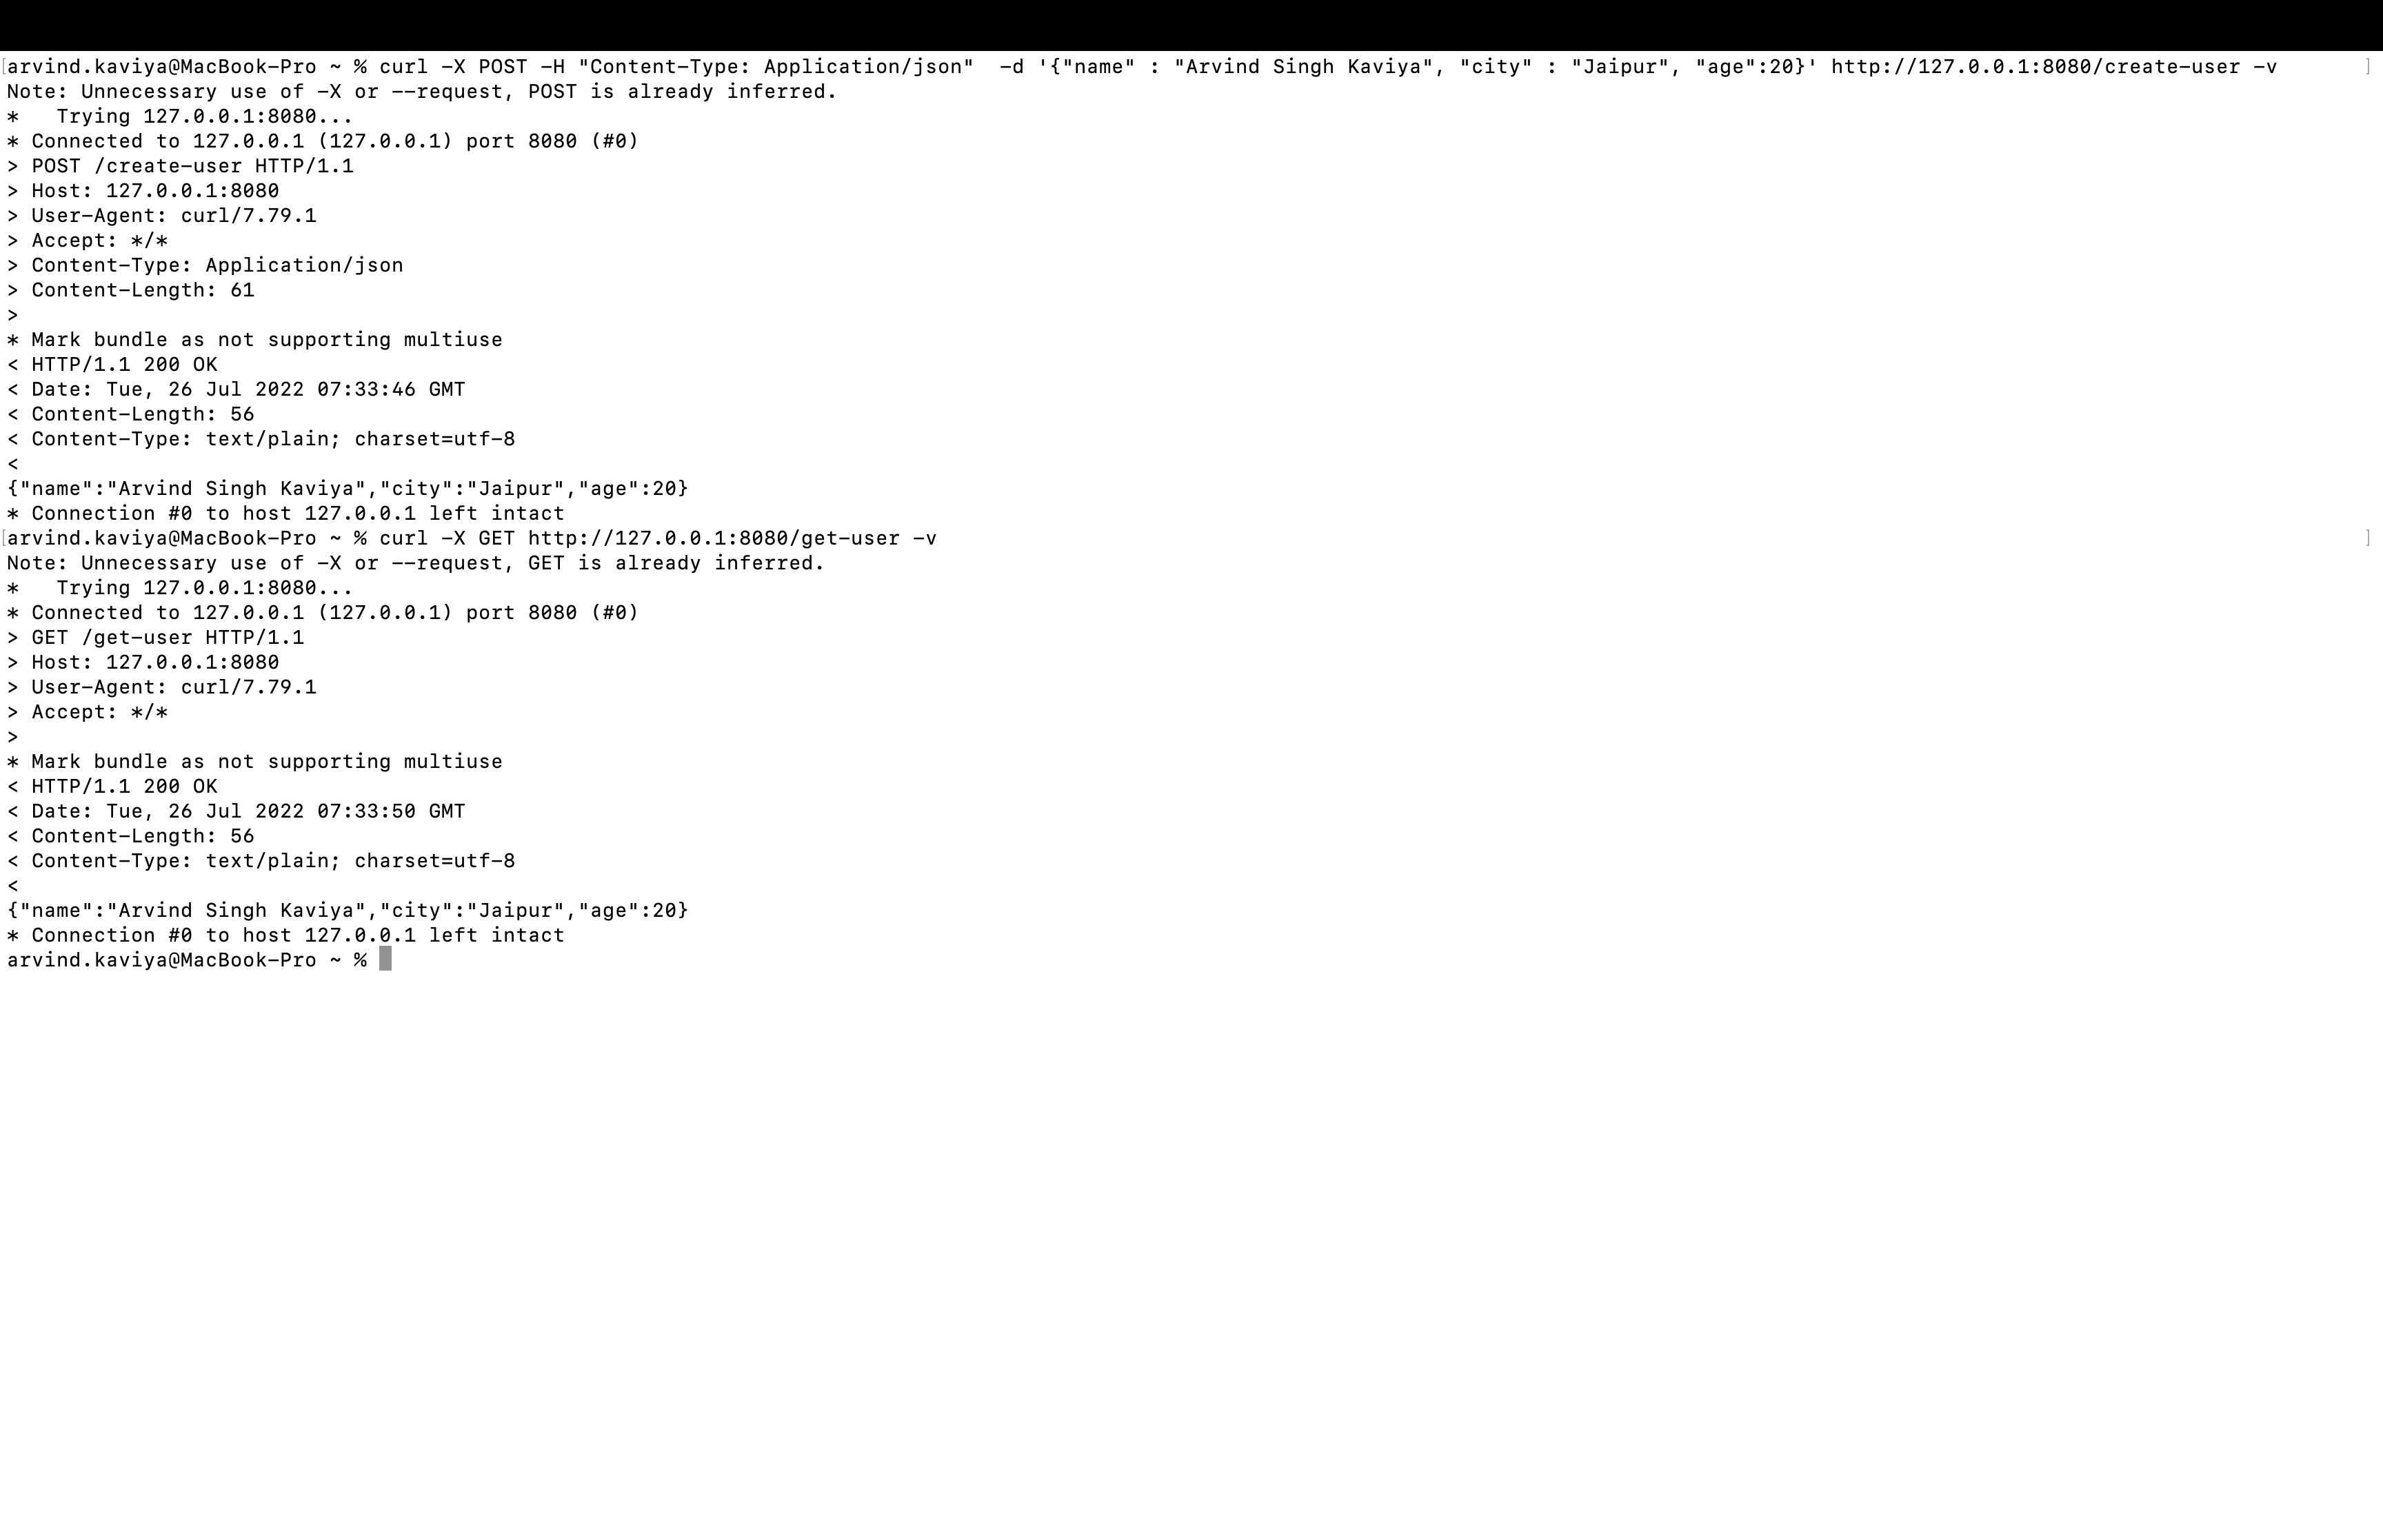 [arvind.kaviya@MacBook-Pro ~ % curl -X POST -H "Content-Type: Application/json"  -d '{"name" : "Arvind Singh Kaviya", "city" : "Jaipur", "age":20}' http://127.0.0.1:8080/create-user -v ]
Note: Unnecessary use of -X or --request, POST is already inferred.
*   Trying 127.0.0.1:8080...
* Connected to 127.0.0.1 (127.0.0.1) port 8080 (#0)
> POST /create-user HTTP/1.1
> Host: 127.0.0.1:8080
> User-Agent: curl/7.79.1
> Accept: */*
> Content-Type: Application/json
> Content-Length: 61
>
* Mark bundle as not supporting multiuse
< HTTP/1.1 200 OK
< Date: Tue, 26 Jul 2022 07:33:46 GMT
< Content-Length: 56
< Content-Type: text/plain; charset=utf-8
<
{"name":"Arvind Singh Kaviya","city":"Jaipur","age":20}
* Connection #0 to host 127.0.0.1 left intact
[arvind.kaviya@MacBook-Pro ~ % curl -X GET http://127.0.0.1:8080/get-user -v ]
Note: Unnecessary use of -X or --request, GET is already inferred.
*   Trying 127.0.0.1:8080...
* Connected to 127.0.0.1 (127.0.0.1) port 8080 (#0)
> GET /get-user HTTP/1.1
> Host: 127.0.0.1:8080
> User-Agent: curl/7.79.1
> Accept: */*
>
* Mark bundle as not supporting multiuse
< HTTP/1.1 200 OK
< Date: Tue, 26 Jul 2022 07:33:50 GMT
< Content-Length: 56
< Content-Type: text/plain; charset=utf-8
<
{"name":"Arvind Singh Kaviya","city":"Jaipur","age":20}
* Connection #0 to host 127.0.0.1 left intact
arvind.kaviya@MacBook-Pro ~ %